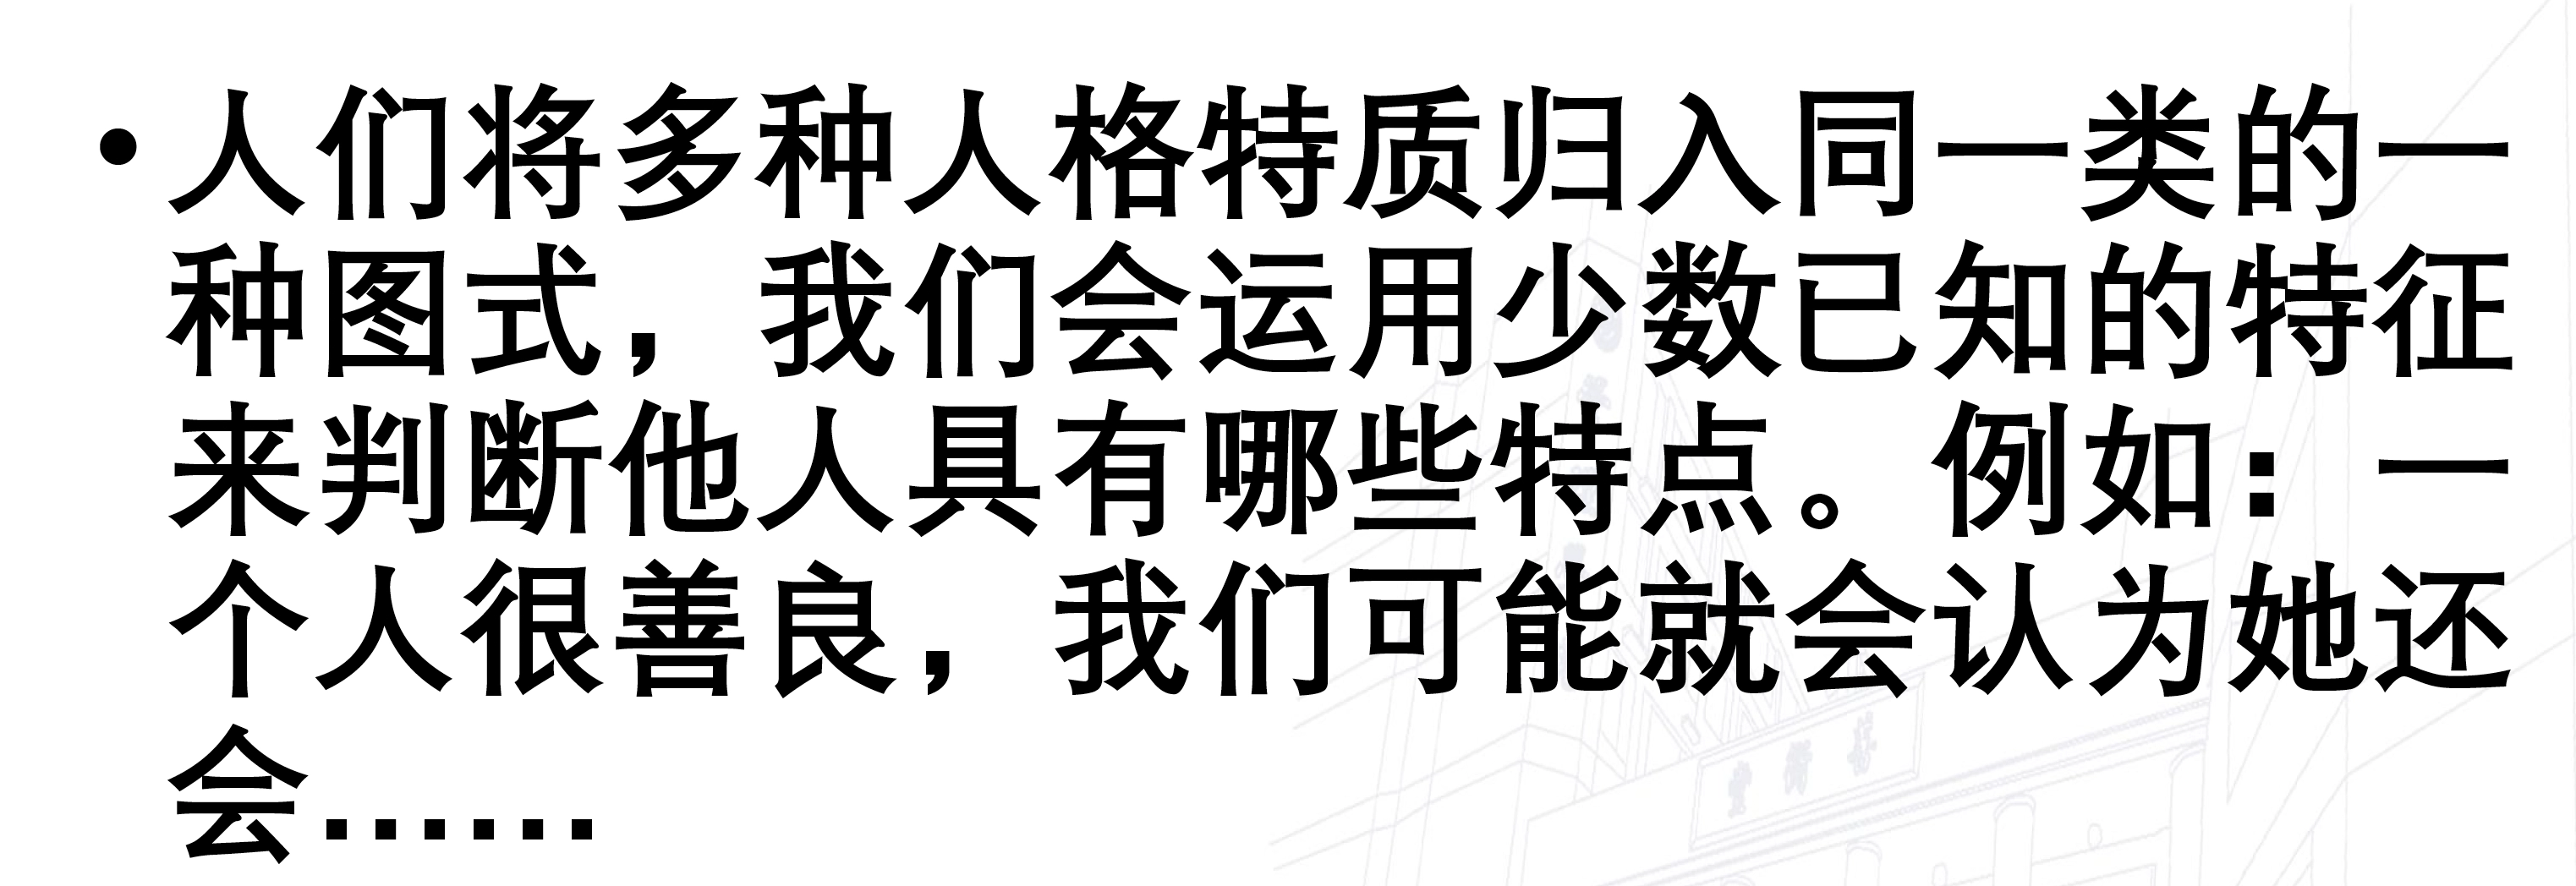 •人们将多种人格特质归入同一类的一
种图式，我们会运用少数已知的特征
来判断他人具有哪些特点。例如：一
个人很善良，我们可能就会认为她还
会……